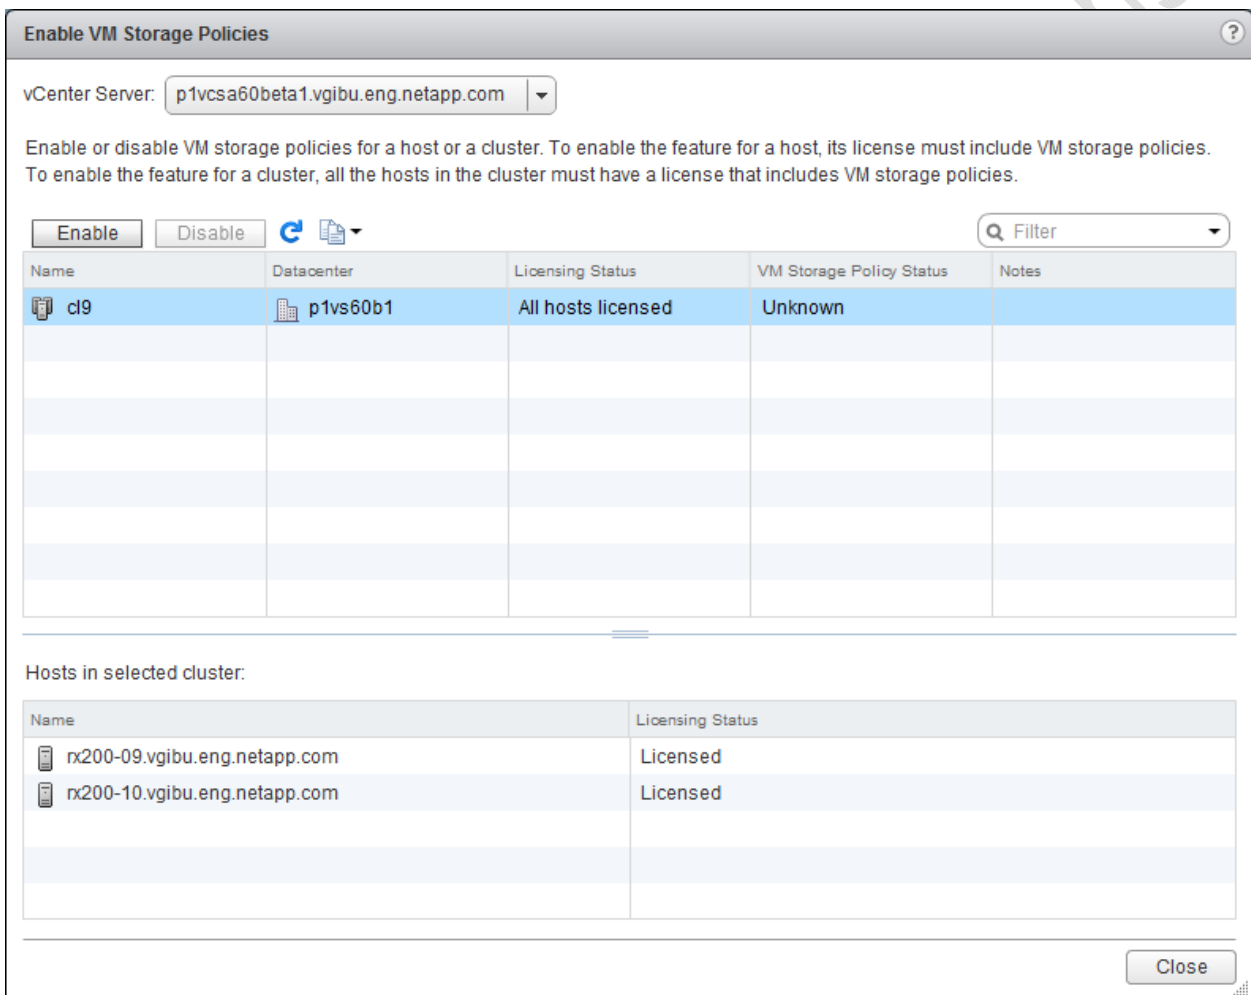 Enable VM Storage Policies ?
vCenter Server: p1vcsa60beta1.vgibu.eng.netapp.com
Enable or disable VM storage policies for a host or a cluster. To enable the feature for a host, its license must include VM storage policies.
To enable the feature for a cluster, all the hosts in the cluster must have a license that includes VM storage policies.
Enable Disable Filter
Name Datacenter Licensing Status VM Storage Policy Status Notes
cl9 p1vs60b1 All hosts licensed Unknown
Hosts in selected cluster:
Name Licensing Status
rx200-09.vgibu.eng.netapp.com Licensed
rx200-10.vgibu.eng.netapp.com Licensed
Close